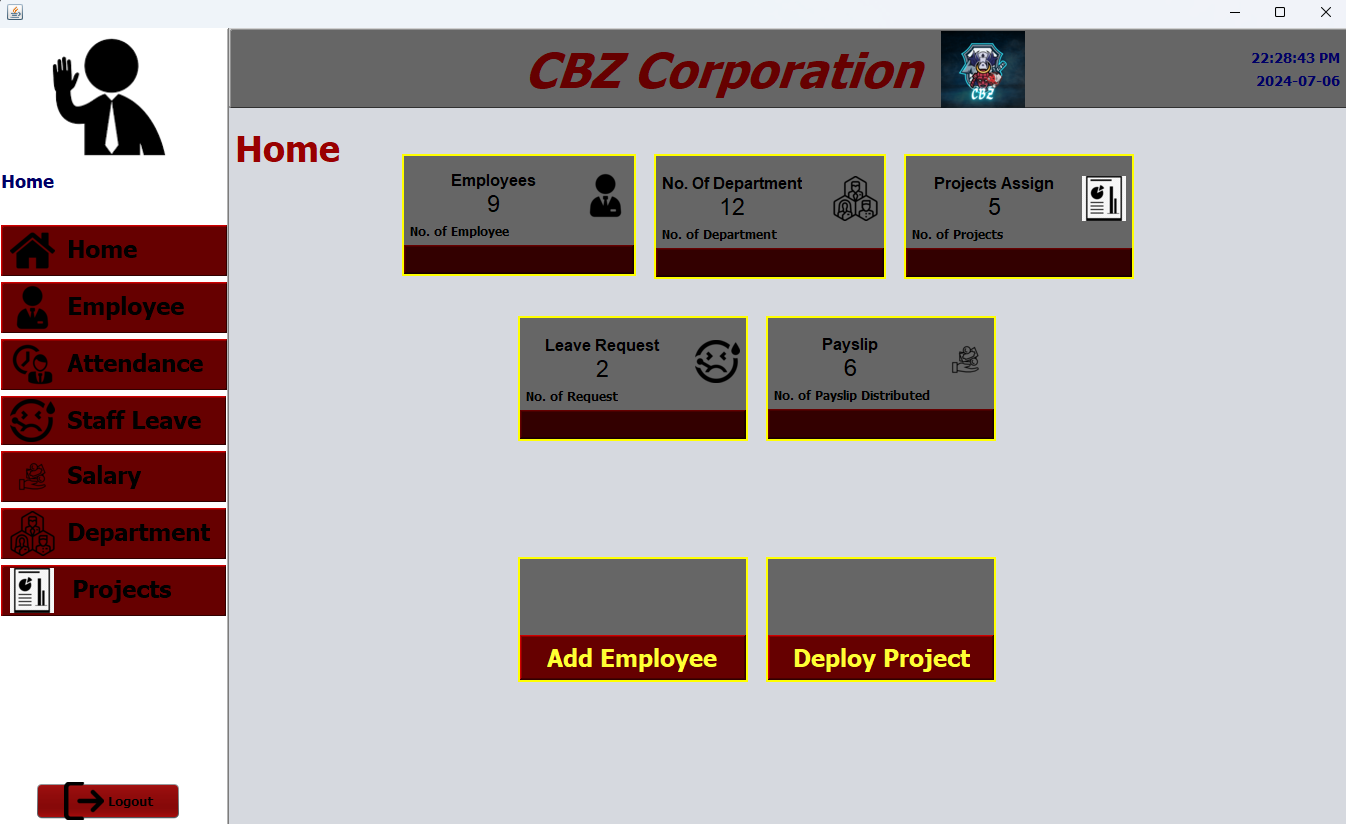 CBZ Corporation
CBZ
22:28:43 PM
2024-07-06
Home
Home
Employee
Attendance
Staff Leave
Salary
Department
Projects
Logout
Home
Employees
9
No. of Employee
No. Of Department
12
No. of Department
Projects Assign
5
No. of Projects
Leave Request
2
No. of Request
Payslip
6
No. of Payslip Distributed
Add Employee
Deploy Project